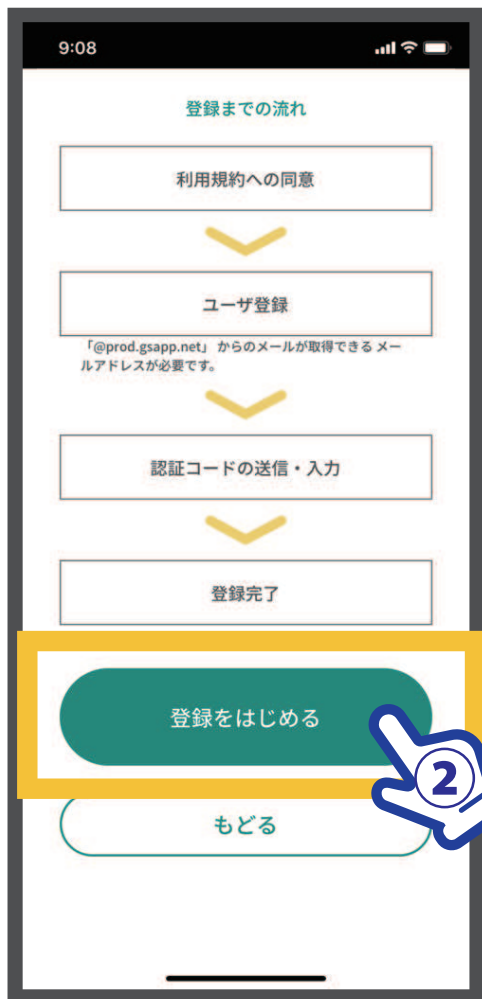 9:08
登録までの流れ
利用規約への同意
ユーザ登録
「@prod.gsapp.net」 からのメールが取得できる メー
ルアドレスが必要です。
認証コードの送信・入力
登録完了
登録をはじめる
2
もどる